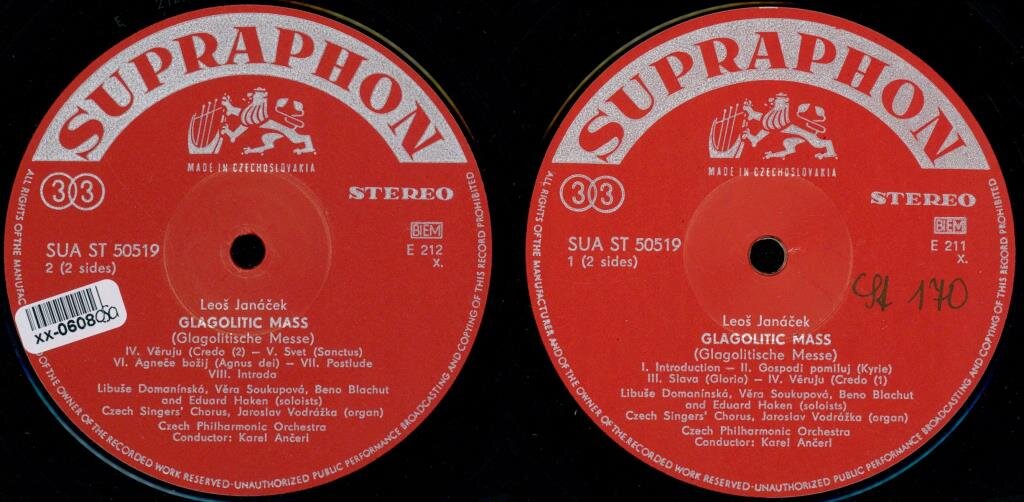 SUPRAPHON
MADE IN CZECHOSLOVAKIA
33
STEREO
BIEM
SUA ST 50519
E 212
2 (2 sides)
X.
xx-0608
Leoš Janáček
GLAGOLITIC MASS
(Glagolitische Messe)
IV. Věruju (Credo (2) – V. Svet (Sanctus)
VI. Agneče božij (Agnus dei) – VII. Postlude
VIII. Intrada
Libuše Domanínská, Věra Soukupová, Beno Blachut
and Eduard Haken (soloists)
Czech Singers' Chorus, Jaroslav Vodrážka (organ)
Czech Philharmonic Orchestra
Conductor: Karel Ančerl
ALL RIGHTS OF THE MANUFAC OF THE RECORDED WORK RESERVED·UNAUTHORIZED PUBLIC PERFORMANCE BROADCASTING AND COPYING OF THIS RECORD PROHIBITED
SUPRAPHON
MADE IN CZECHOSLOVAKIA
33
STEREO
BIEM
SUA ST 50519
E 211
1 (2 sides)
X.
St 170
Leoš Janáček
GLAGOLITIC MASS
(Glagolitische Messe)
I. Introduction – II. Gospodi pomiluj (Kyrie)
III. Slava (Glorio) – IV. Věruju (Credo (1)
Libuše Domanínská, Věra Soukupová, Beno Blachut
and Eduard Haken (soloists)
Czech Singers' Chorus, Jaroslav Vodrážka (organ)
Czech Philharmonic Orchestra
Conductor: Karel Ančerl
ALL RIGHTS OF THE MANUFACTURER AND OF THE OWNER OF THE RECORDED WORK RESERVED·UNAUTHORIZED PUBLIC PERFORMANCE BROADCASTING AND COPYING OF THIS RECORD PROHIBITED